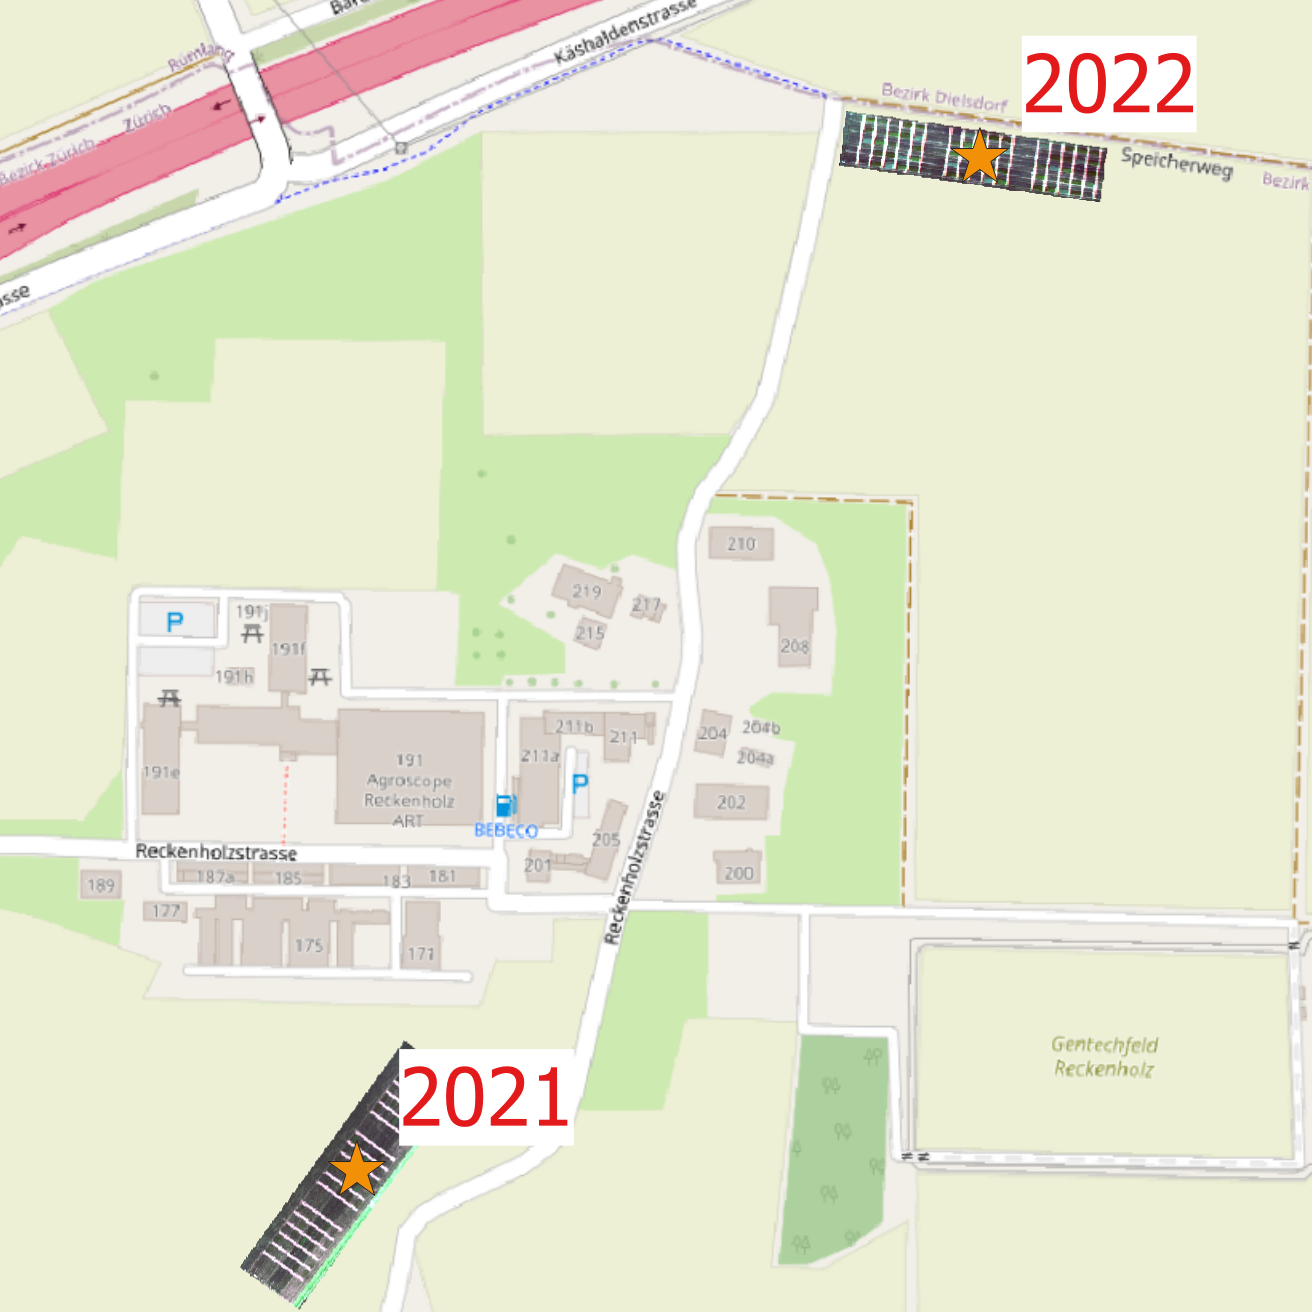 Rümlang
Käshaldenstrasse
Zürich
Bezirk Zürich
Bezirk Dielsdorf
2022
Speicherweg
Bezirk
asse
210
219
217
215
208
P
191j
191f
191h
191e
191
Agroscope
Reckenholz
ART
211b
211
211a
P
204
204b
204a
202
BEBECO
205
201
200
Reckenholzstrasse
Reckenholzstrasse
187a
185
183
181
189
177
175
171
Gentechfeld
Reckenholz
2021